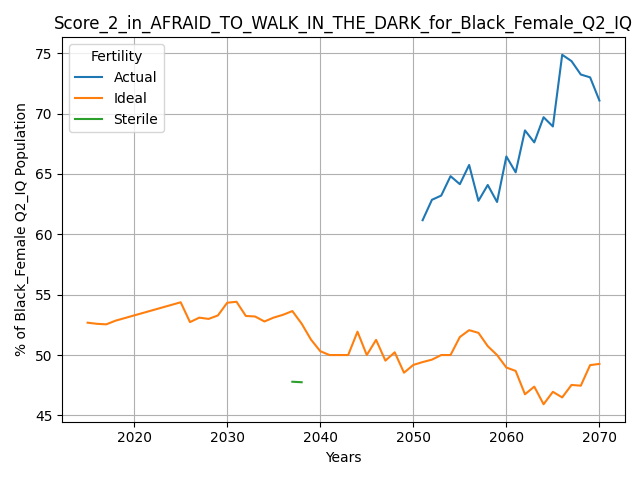 Score_2_in_AFRAID_TO_WALK_IN_THE_DARK_for_Black_Female_Q2_IQ
Fertility
Actual
Ideal
Sterile
% of Black_Female Q2_IQ Population
75
70
65
60
55
50
45
2020
2030
2040
2050
2060
2070
Years